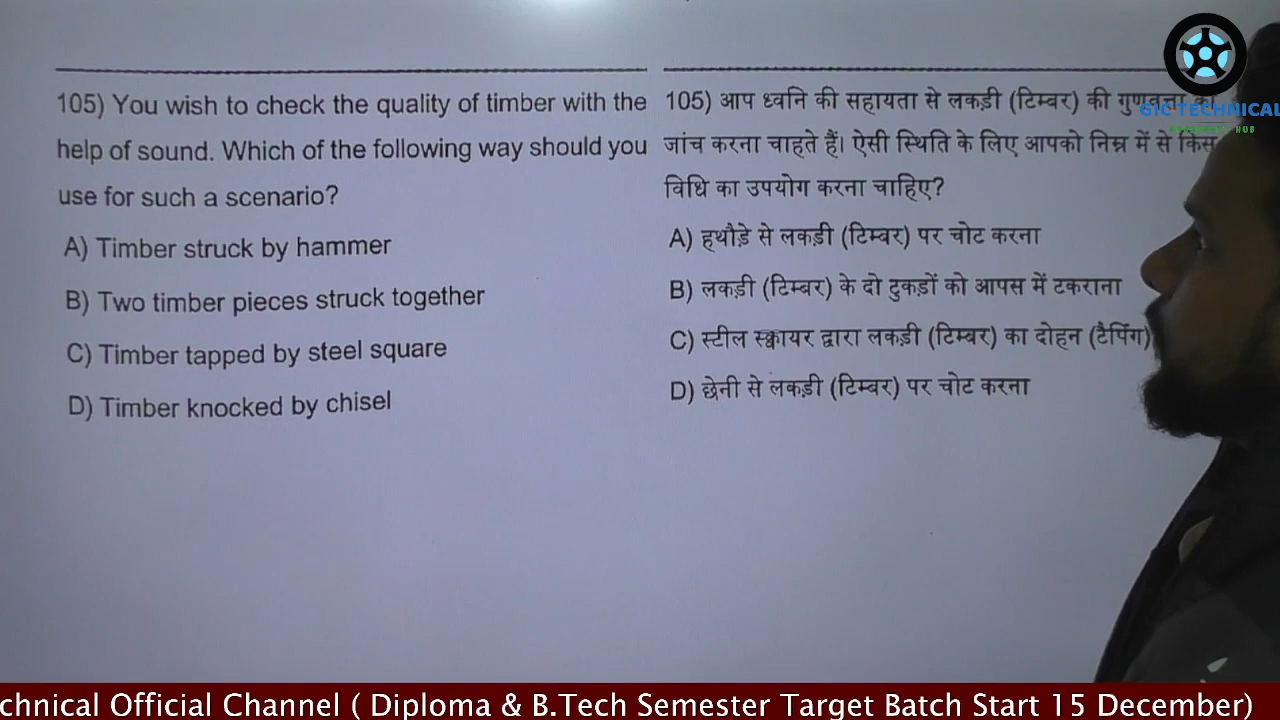 105) You wish to check the quality of timber with the
help of sound. Which of the following way should you
use for such a scenario?
A) Timber struck by hammer
B) Two timber pieces struck together
C) Timber tapped by steel square
D) Timber knocked by chisel
105) आप ध्वनि की सहायता से लकड़ी (टिम्बर) की
जांच करना चाहते हैं। ऐसी स्थिति के लिए आपको निम्न में से किस
विधि का उपयोग करना चाहिए?
A) हथौड़े से लकड़ी (टिम्बर) पर चोट करना
B) लकड़ी (टिम्बर) के दो टुकड़ों को आपस में टकराना
C) स्टील स्क्वायर द्वारा लकड़ी (टिम्बर) का दोहन (टैपिंग)
D) छेनी से लकड़ी (टिम्बर) पर चोट करना
GIC TECHNICAL
chnical Official Channel ( Diploma & B.Tech Semester Target Batch Start 15 December)